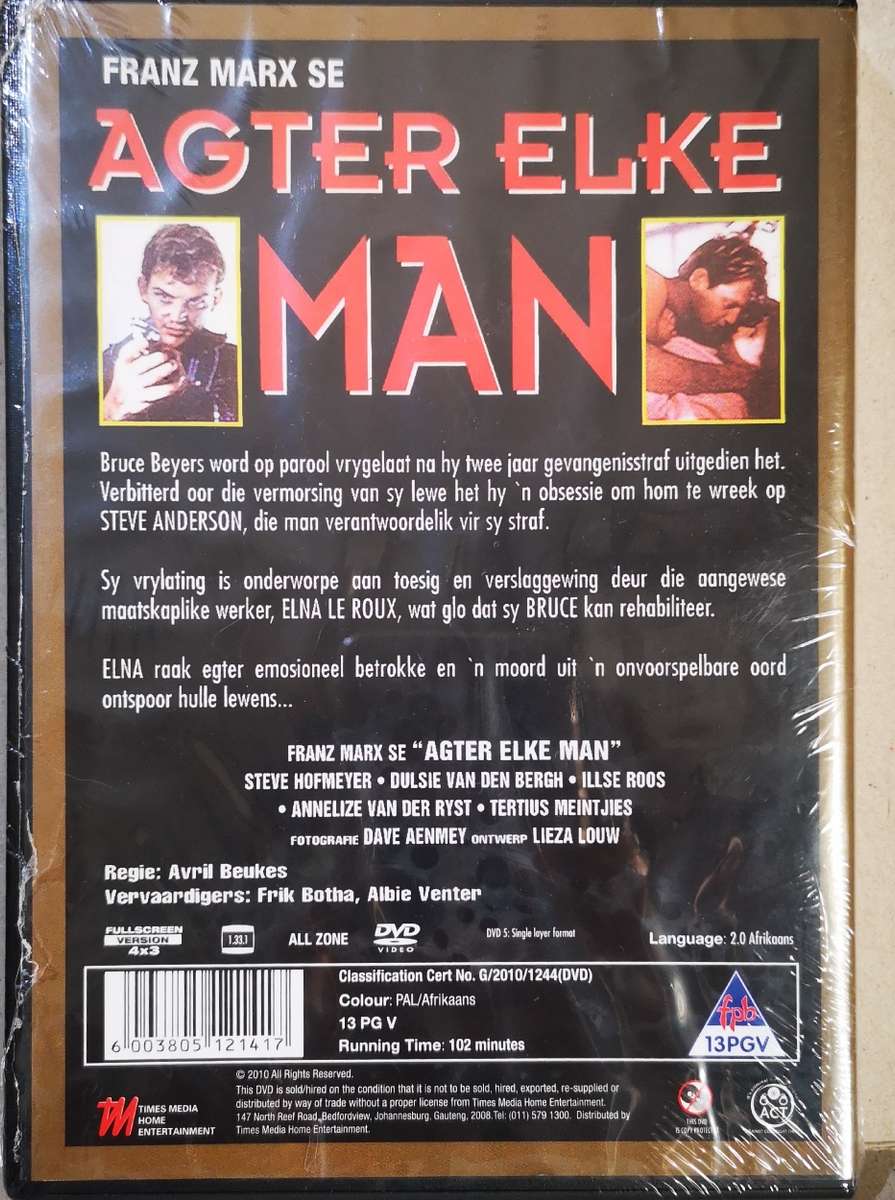 FRANZ MARX SE
AGTER ELKE
MAN
Bruce Beyers word op parool vrygelaat na hy twee jaar gevangenisstraf uitgedien het.
Verbitterd oor die vermorsing van sy lewe het hy `n obsessie om hom te wreek op
STEVE ANDERSON, die man verantwoordelik vir sy straf.
Sy vrylating is onderworpe aan toesig en verslaggewing deur die aangewese
maatskaplike werker, ELNA LE ROUX, wat glo dat sy BRUCE kan rehabiliteer.
ELNA raak egter emosioneel betrokke en `n moord uit `n onvoorspelbare oord
ontspoor hulle lewens...
FRANZ MARX SE “AGTER ELKE MAN”
STEVE HOFMEYER • DULSIE VAN DEN BERGH • ILLSE ROOS
• ANNELIZE VAN DER RYST • TERTIUS MEINTJIES
FOTOGRAFIE DAVE AENMEY ONTWERP LIEZA LOUW
Regie: Avril Beukes
Vervaardigers: Frik Botha, Albie Venter
FULLSCREEN
VERSION
4x3
1.33.1
ALL ZONE
DVD
VIDEO
DVD 5: Single layer format
Language: 2.0 Afrikaans
6 003805 121417
Classification Cert No. G/2010/1244(DVD)
Colour: PAL/Afrikaans
13 PG V
Running Time: 102 minutes
fpb
13PGV
© 2010 All Rights Reserved.
This DVD is sold/hired on the condition that it is not to be sold, hired, exported, re-supplied or
distributed by way of trade without a proper license from Times Media Home Entertainment.
147 North Reef Road, Bedfordview, Johannesburg, Gauteng, 2008.Tel: (011) 579 1300. Distributed by
Times Media Home Entertainment.
TM TIMES MEDIA
HOME
ENTERTAINMENT
THIS DVD
IS COPY PROTECTED
ACT